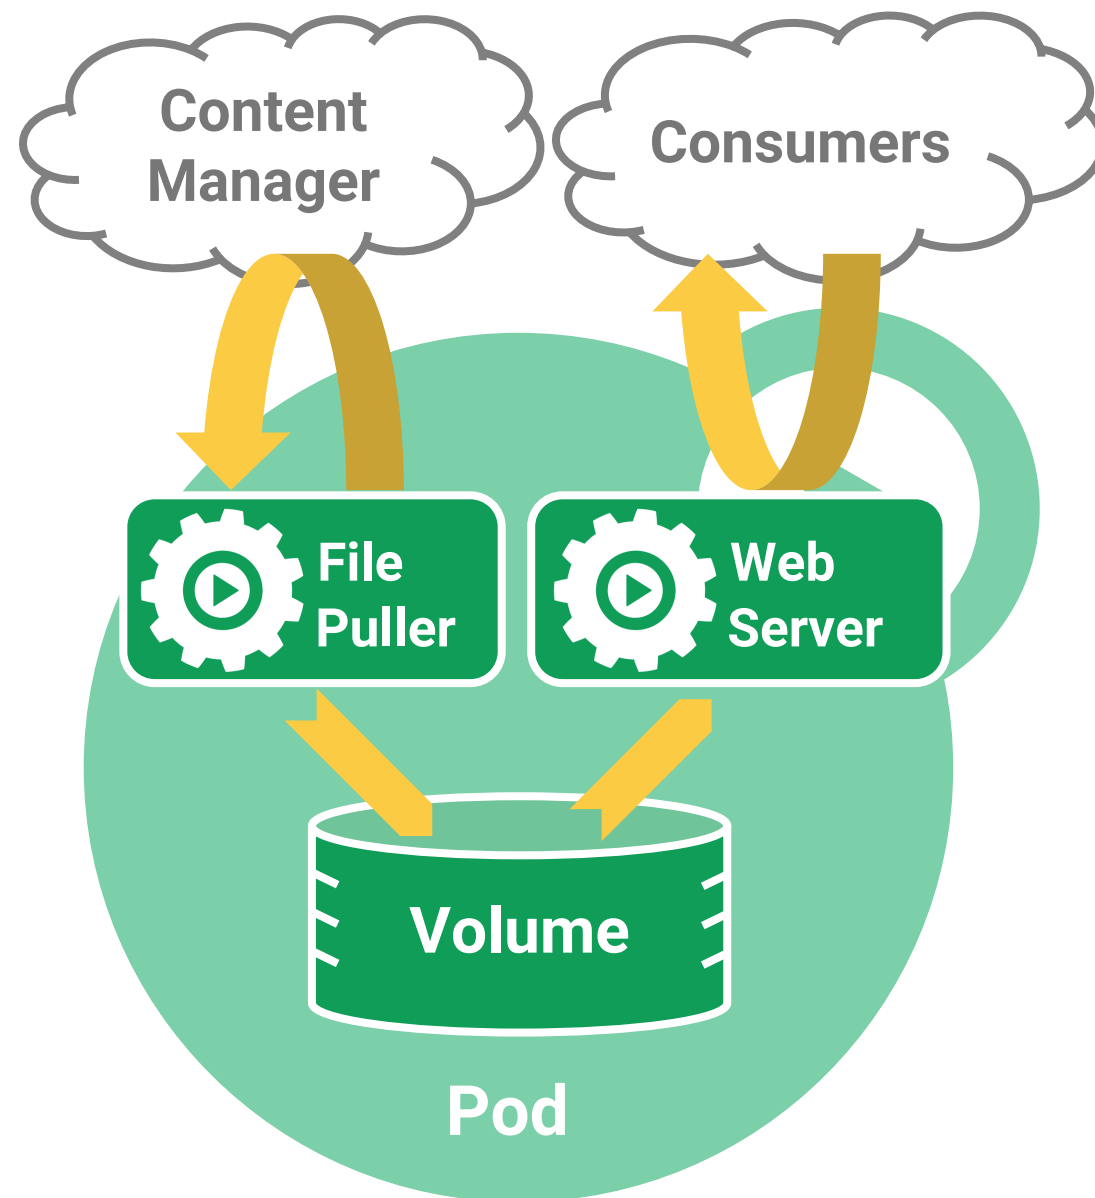 Content
Manager
Consumers
File
Puller
Web
Server
Volume
Pod